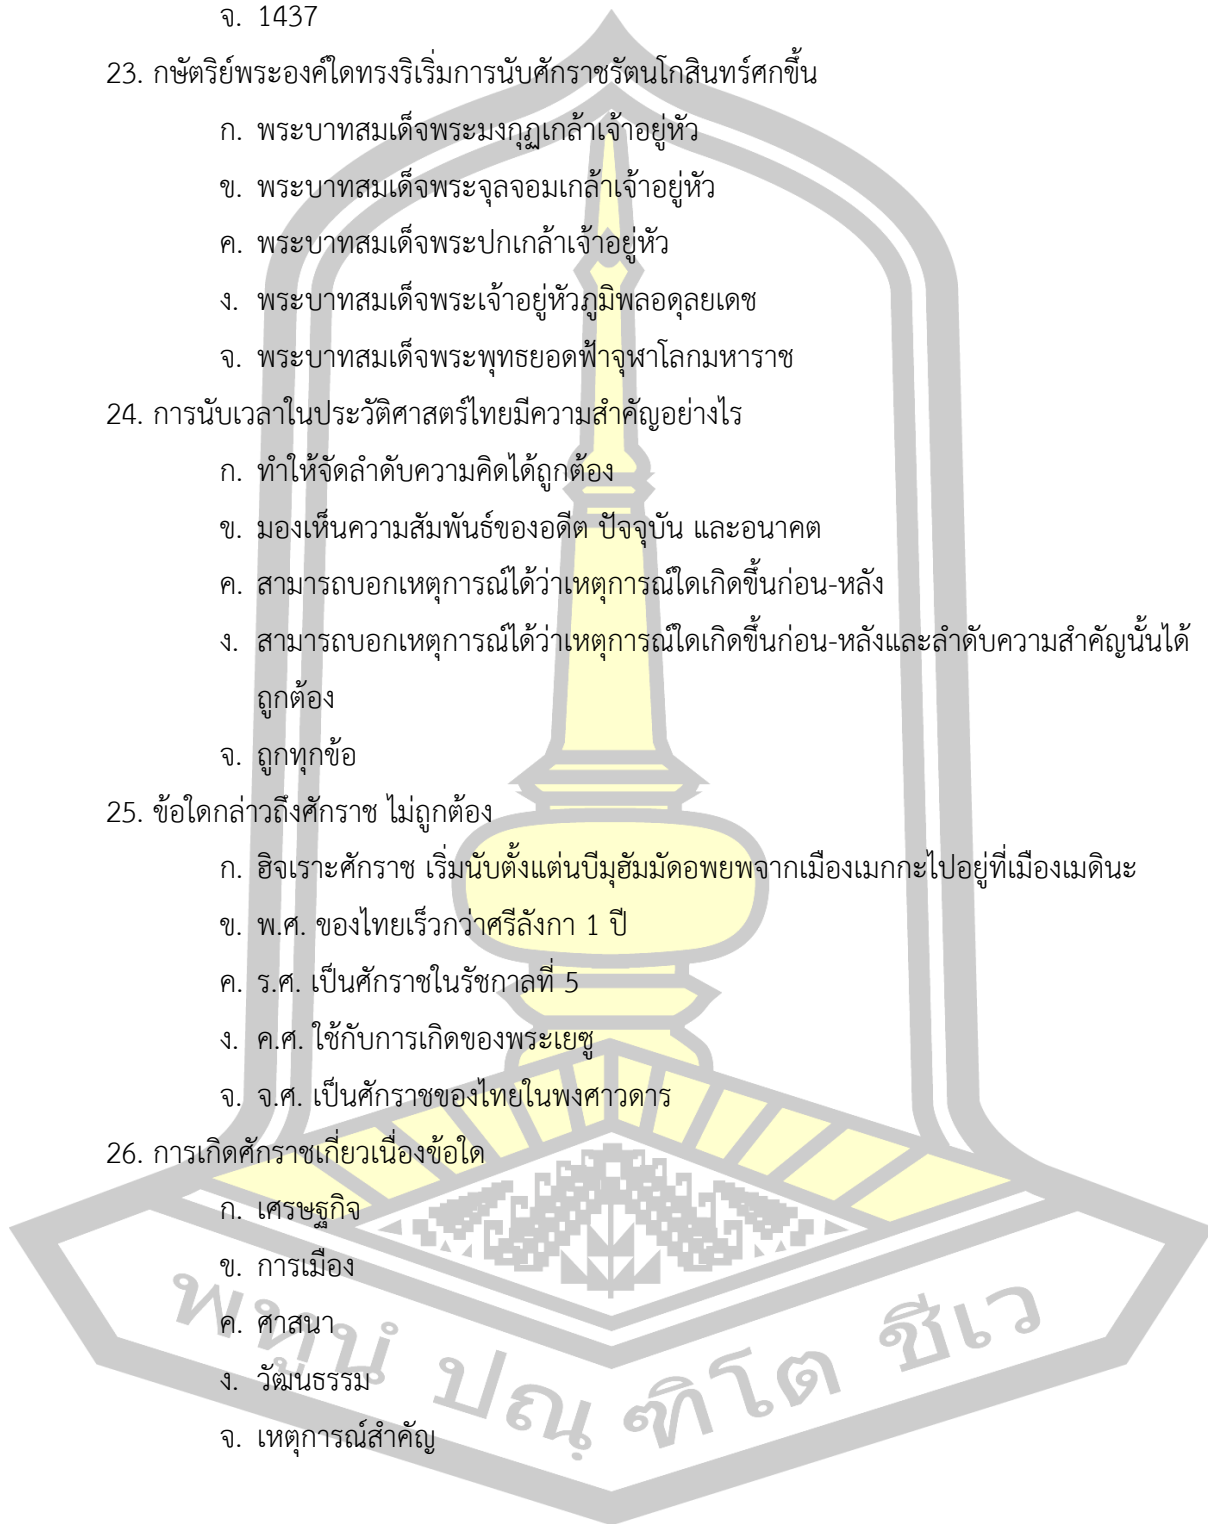 จ. 1437
23. กษัตริย์พระองค์ใดทรงริเริ่มการนับศักราชรัตนโกสินทร์ศกขึ้น
ก. พระบาทสมเด็จพระมงกุฏเกล้าเจ้าอยู่หัว
ข. พระบาทสมเด็จพระจุลจอมเกล้าเจ้าอยู่หัว
ค. พระบาทสมเด็จพระปกเกล้าเจ้าอยู่หัว
ง. พระบาทสมเด็จพระเจ้าอยู่หัวภูมิพลอดุลยเดช
จ. พระบาทสมเด็จพระพุทธยอดฟ้าจุฬาโลกมหาราช
24. การนับเวลาในประวัติศาสตร์ไทยมีความสำคัญอย่างไร
ก. ทำให้จัดลำดับความคิดได้ถูกต้อง
ข. มองเห็นความสัมพันธ์ของอดีต ปัจจุบัน และอนาคต
ค. สามารถบอกเหตุการณ์ได้ว่าเหตุการณ์ใดเกิดขึ้นก่อน-หลัง
ง. สามารถบอกเหตุการณ์ได้ว่าเหตุการณ์ใดเกิดขึ้นก่อน-หลังและลำดับความสำคัญนั้นได้
ถูกต้อง
จ. ถูกทุกข้อ
25. ข้อใดกล่าวถึงศักราช ไม่ถูกต้อง
ก. ฮิจเราะศักราช เริ่มนับตั้งแต่นบีมุฮัมมัดอพยพจากเมืองเมกกะไปอยู่ที่เมืองเมดินะ
ข. พ.ศ. ของไทยเร็วกว่าศรีลังกา 1 ปี
ค. ร.ศ. เป็นศักราชในรัชกาลที่ 5
ง. ค.ศ. ใช้กับการเกิดของพระเยซู
จ. จ.ศ. เป็นศักราชของไทยในพงศาวดาร
26. การเกิดศักราชเกี่ยวเนื่องข้อใด
ก. เศรษฐกิจ
ข. การเมือง
ค. ศาสนา
ง. วัฒนธรรม
จ. เหตุการณ์สำคัญ
พหูนํ ปณฺฑิโต ชีเว